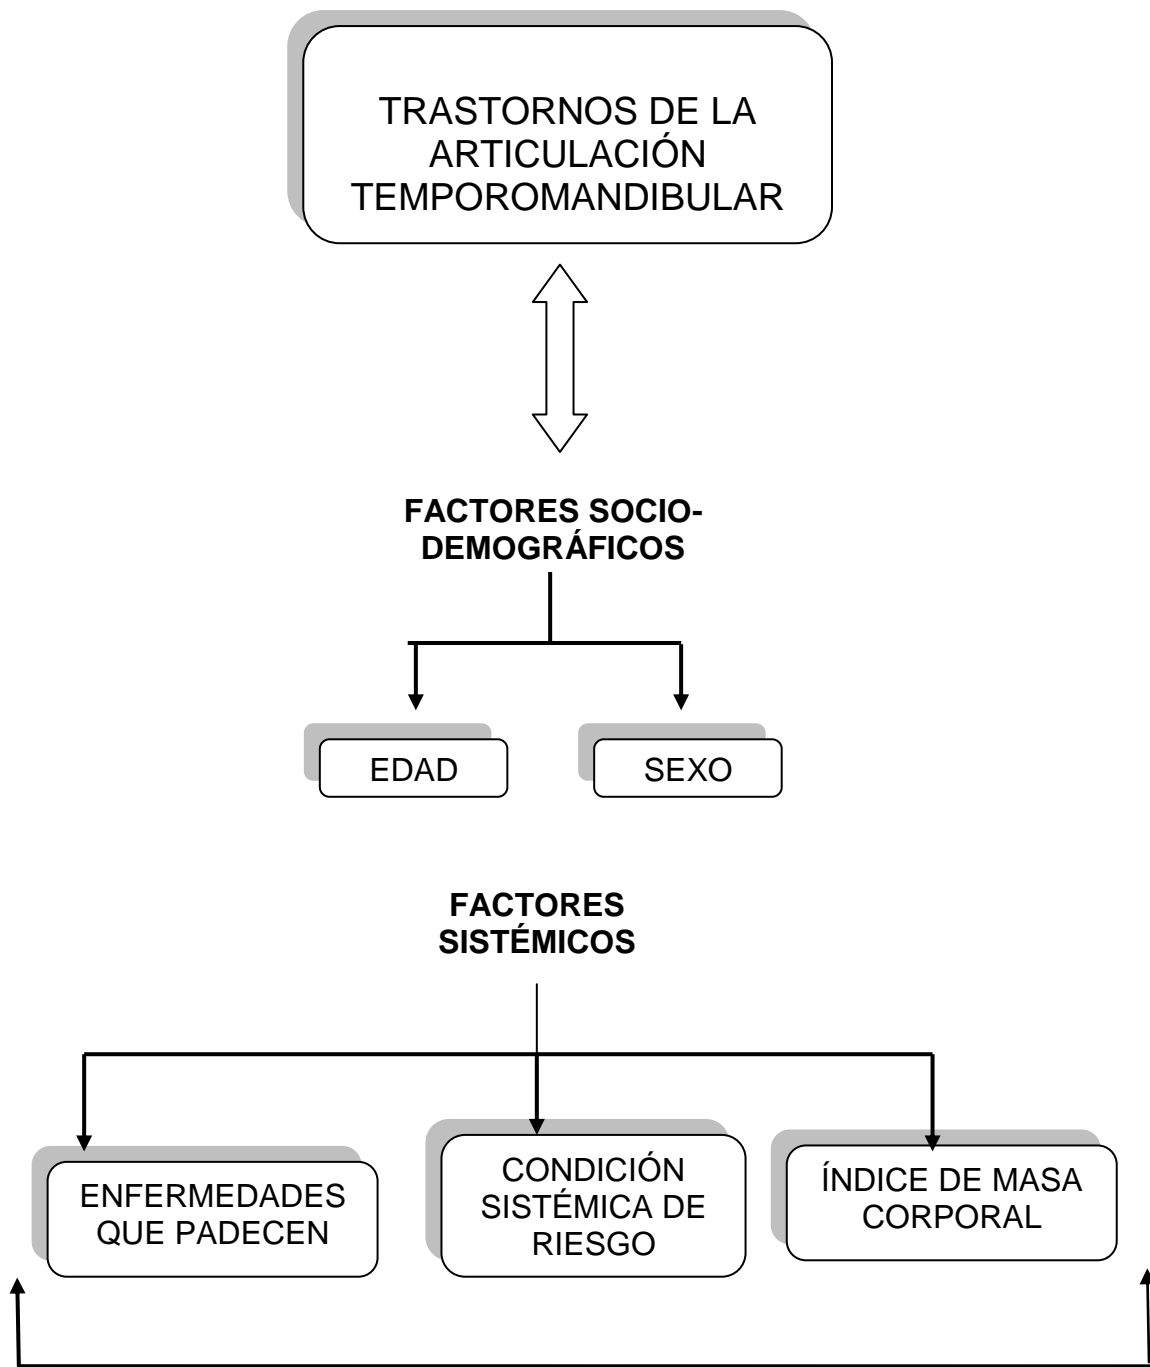 TRASTORNOS DE LA
ARTICULACIÓN
TEMPOROMANDIBULAR
FACTORES SOCIO-
DEMOGRÁFICOS
EDAD
SEXO
FACTORES
SISTÉMICOS
ENFERMEDADES
QUE PADECEN
CONDICIÓN
SISTÉMICA DE
RIESGO
ÍNDICE DE MASA
CORPORAL